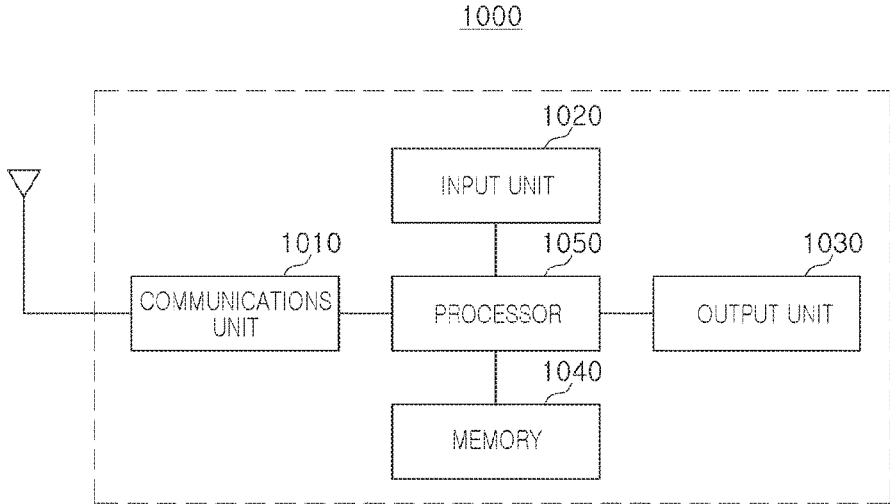 1000
1020
INPUT UNIT
1010
1050
1030
COMMUNICATIONS
UNIT
PROCESSOR
OUTPUT UNIT
1040
MEMORY